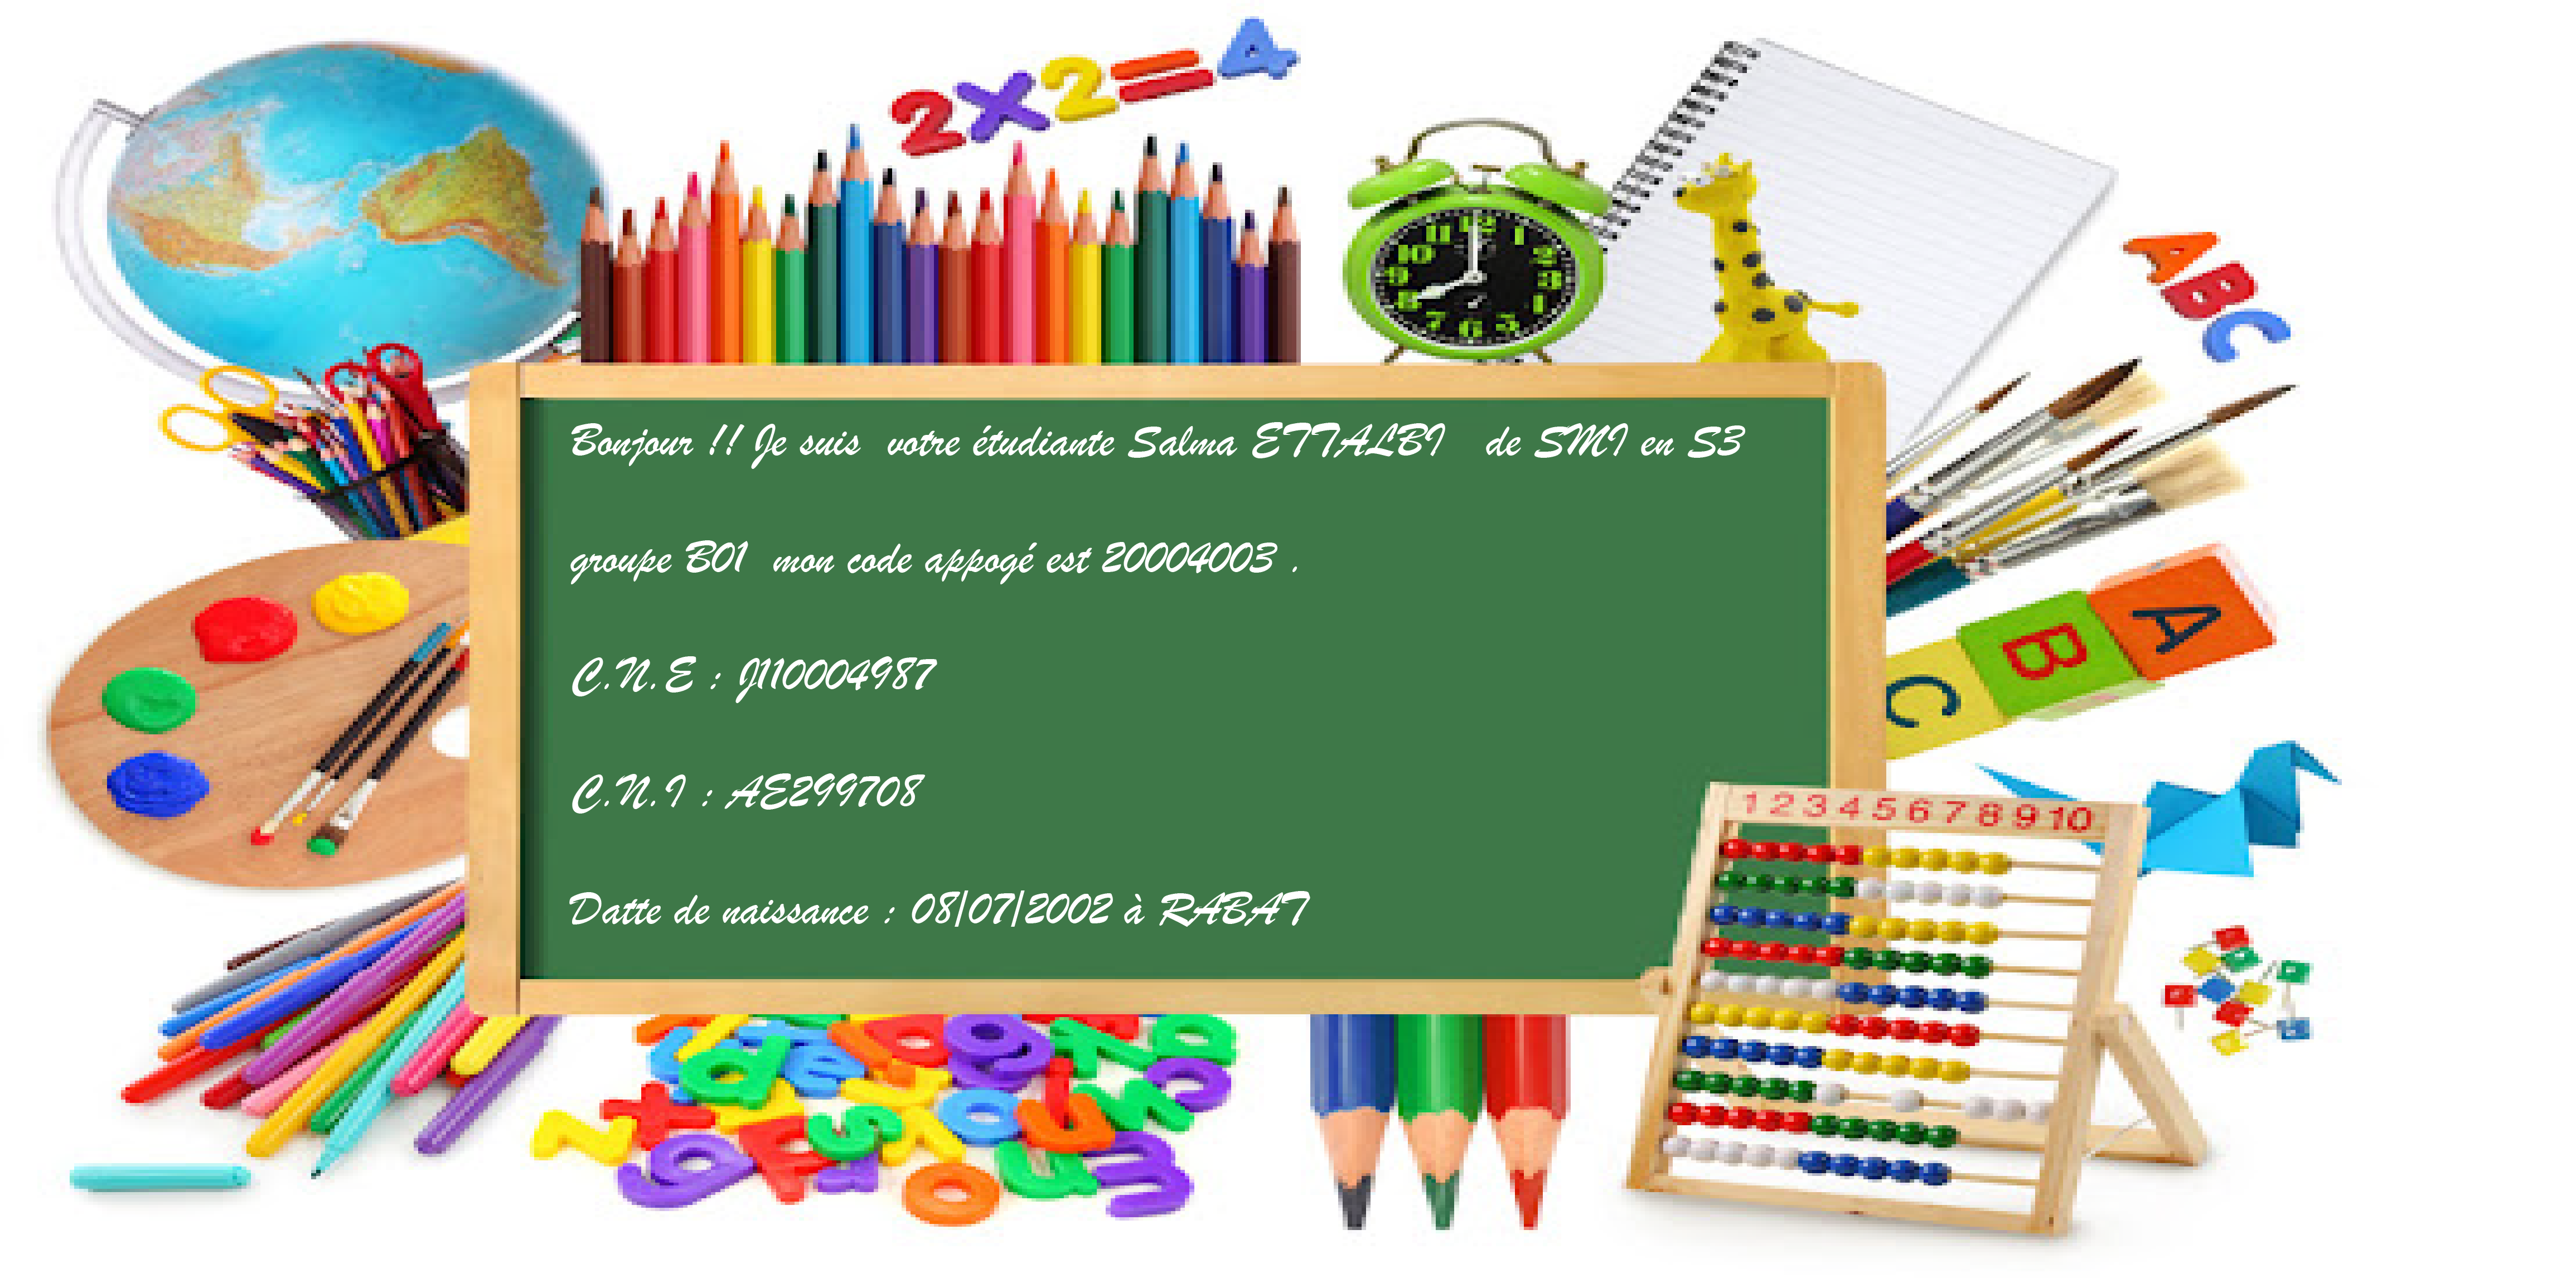 2×2=4
ABC
Bonjour !! Je suis votre étudiante Salma ETTALBI de SMI en S3
groupe B01 mon code appogé est 20004003 .
C.N.E : J110004987
C.N.I : AE299708
Datte de naissance : 08/07/2002 à RABAT
A
B
C
1 2 3 4 5 6 7 8 9 10